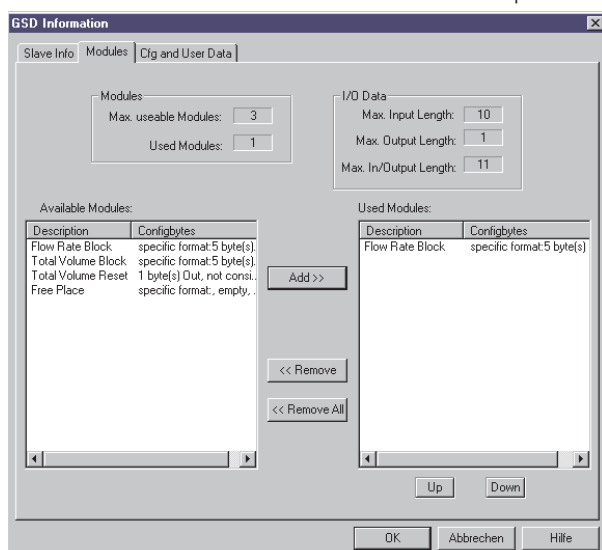 GSD Information
Slave Info Modules Cfg and User Data
Modules
Max. useable Modules: 3
Used Modules: 1
I/O Data
Max. Input Length: 10
Max. Output Length: 1
Max. In/Output Length: 11
Available Modules:
Description Configbytes
Flow Rate Block specific format:5 byte(s).
Total Volume Block specific format:5 byte(s).
Total Volume Reset 1 byte(s) Out, not consi..
Free Place specific format:, empty, .
Add >>
<< Remove
<< Remove All
Used Modules:
Description Configbytes
Flow Rate Block specific format:5 byte(s)
Up Down
OK Abbrechen Hilfe